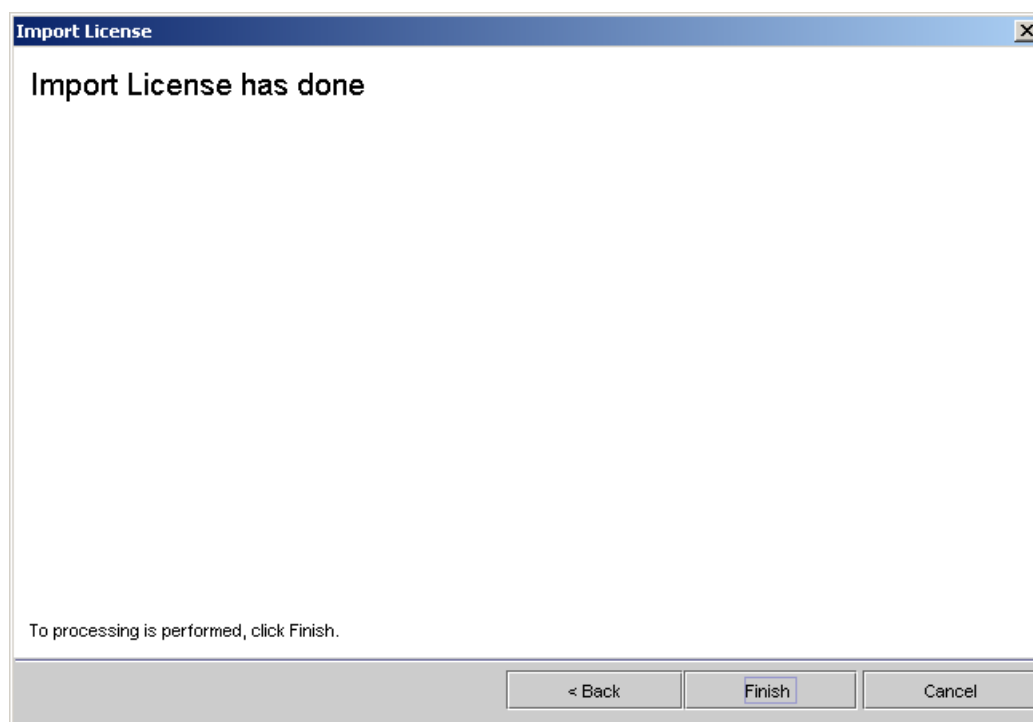 Import License
Import License has done
To processing is performed, click Finish.
< Back Finish Cancel